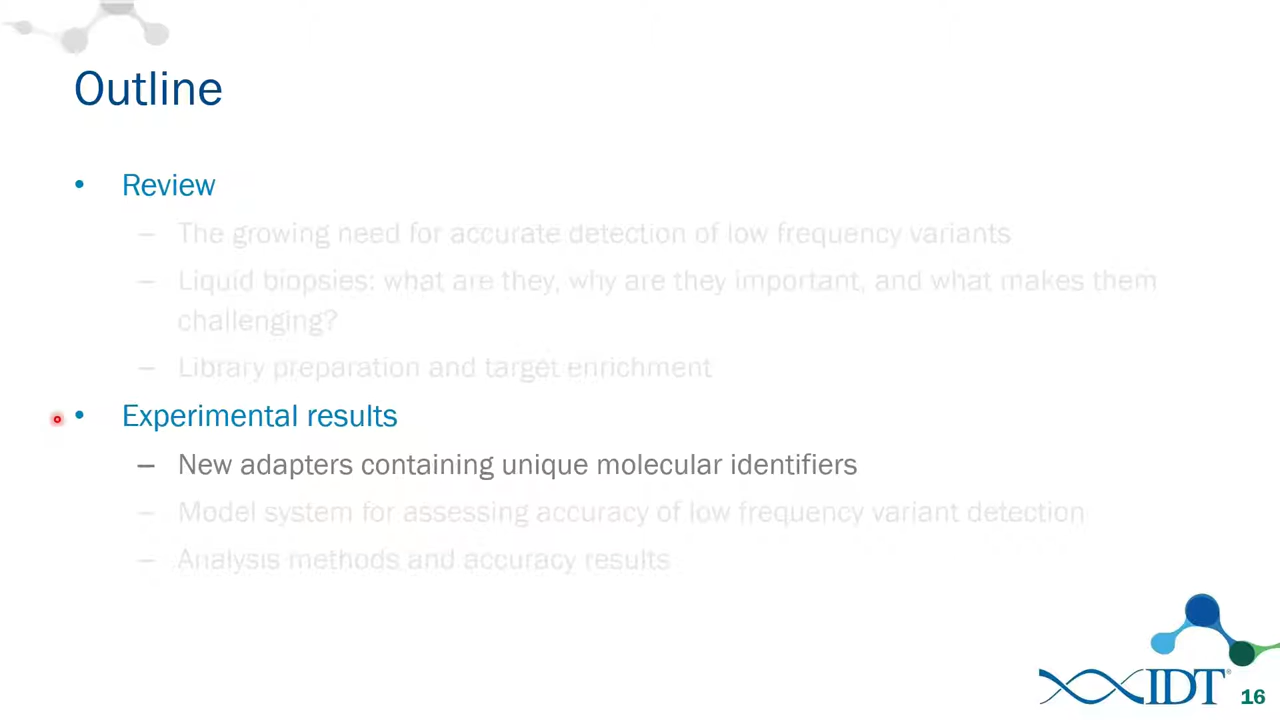 Outline
• Review
– The growing need for accurate detection of low frequency variants
– Liquid biopsies: what are they, why are they important, and what makes them
challenging?
– Library preparation and target enrichment
• Experimental results
– New adapters containing unique molecular identifiers
– Model system for assessing accuracy of low frequency variant detection
– Analysis methods and accuracy results
IDT®
16